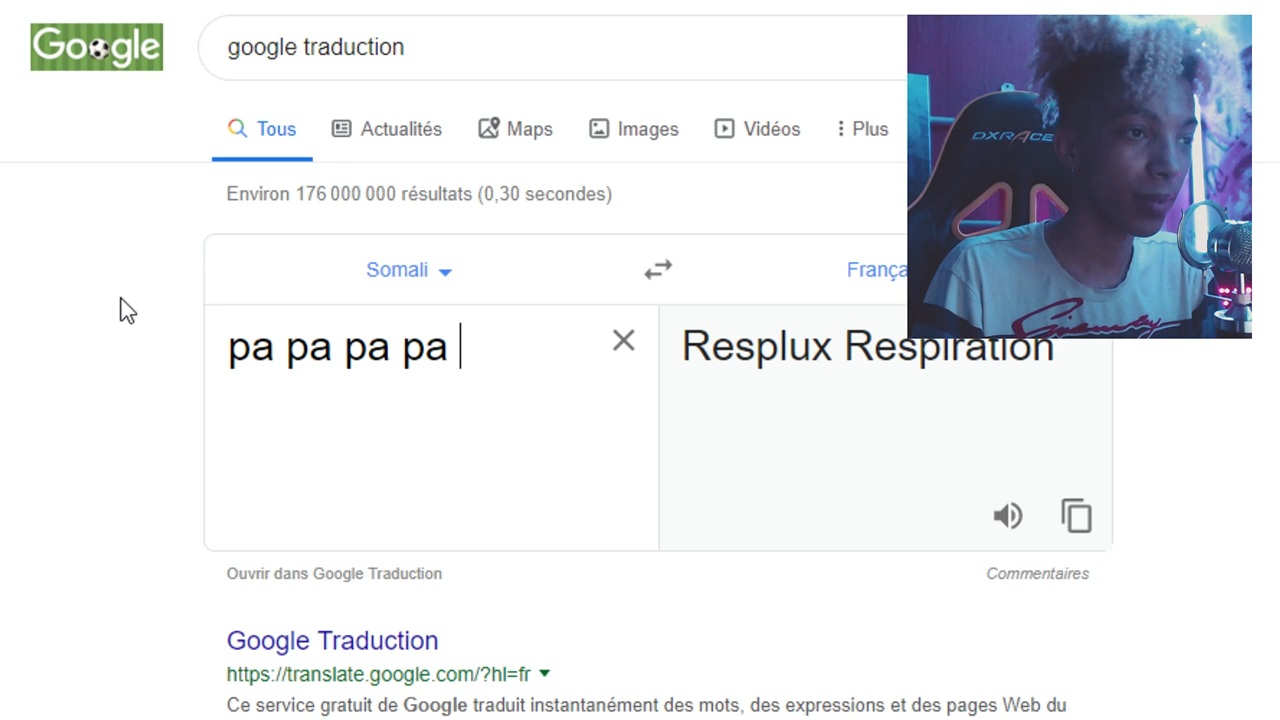 Google
google traduction
Tous
Actualités
Maps
Images
Vidéos
Plus
Environ 176 000 000 résultats (0,30 secondes)
Somali
França
DXRACE
pa pa pa pa
Resplux Respiration
Ouvrir dans Google Traduction
Commentaires
Google Traduction
https://translate.google.com/?hl=fr
Ce service gratuit de Google traduit instantanément des mots, des expressions et des pages Web du